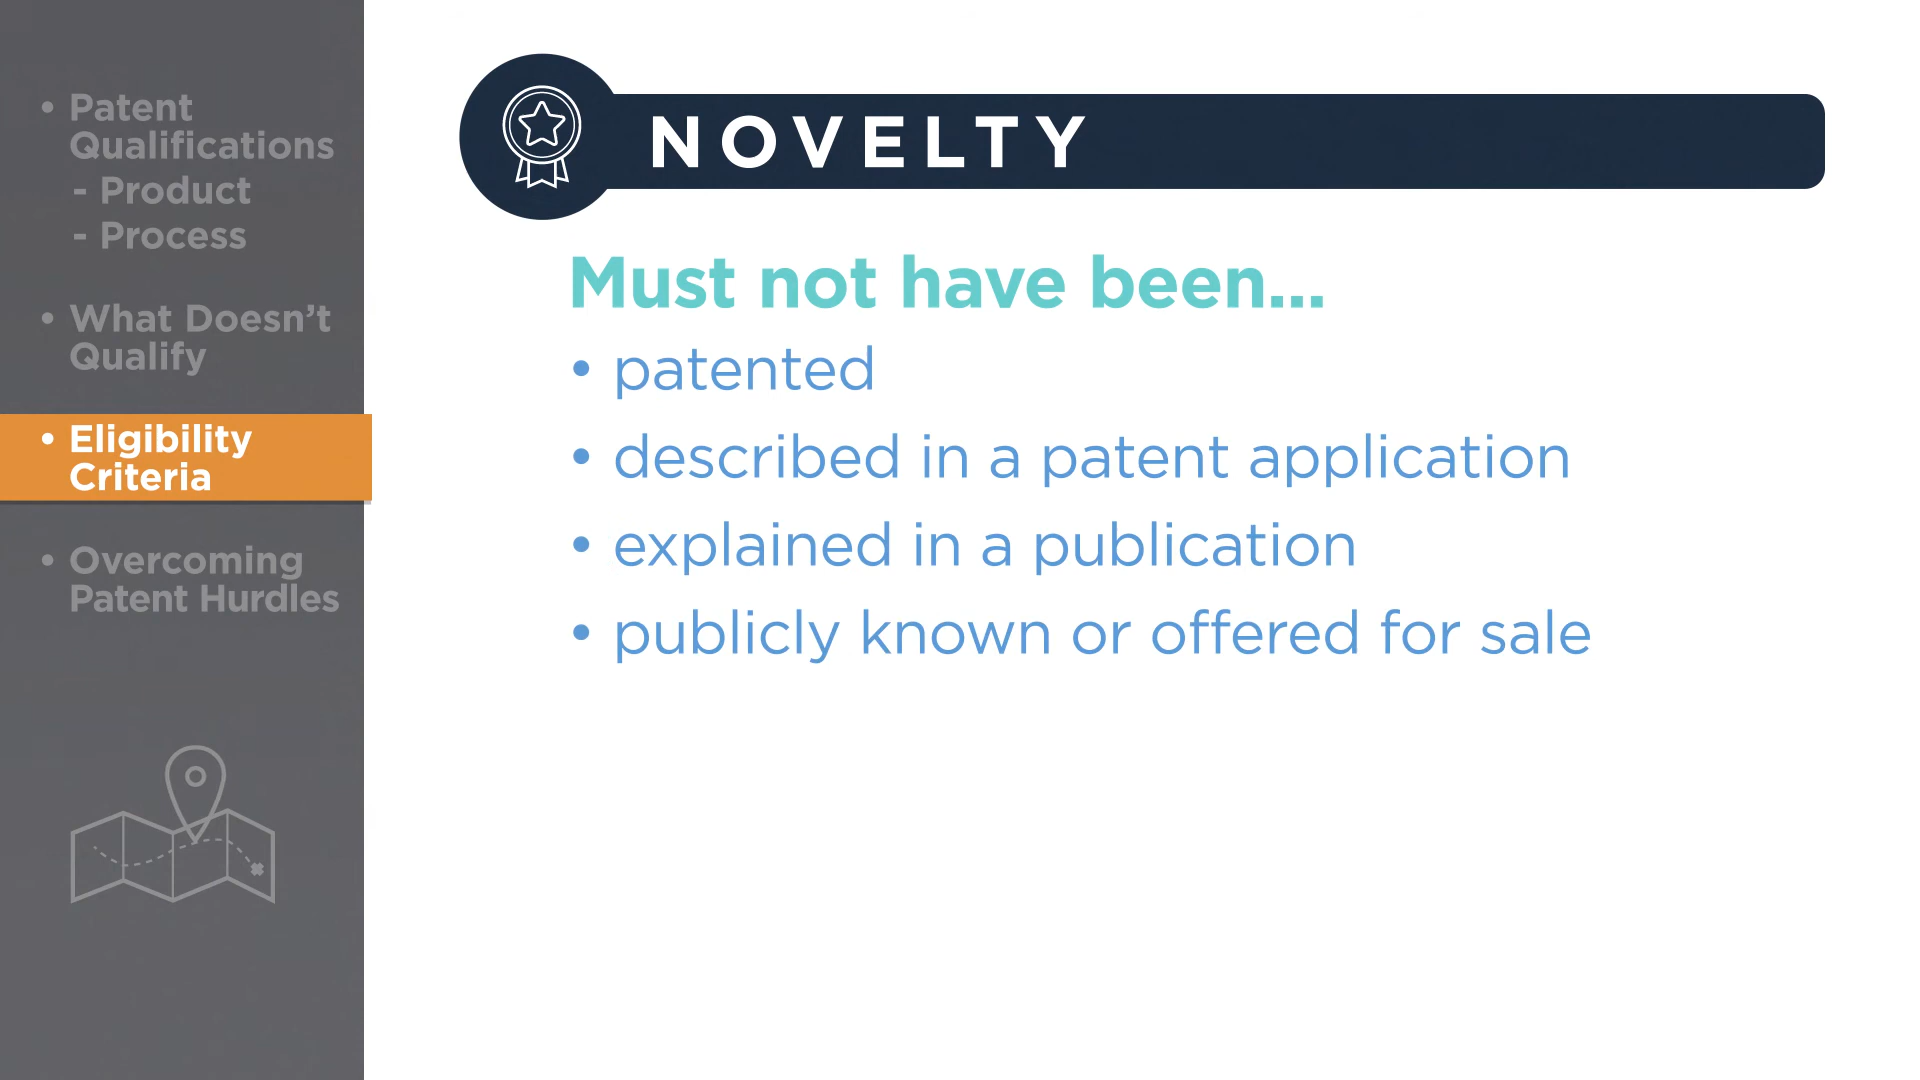 • Patent
Qualifications
- Product
- Process
• What Doesn’t
Qualify
• Eligibility
Criteria
• Overcoming
Patent Hurdles
NOVELTY
Must not have been...
• patented
• described in a patent application
• explained in a publication
• publicly known or offered for sale